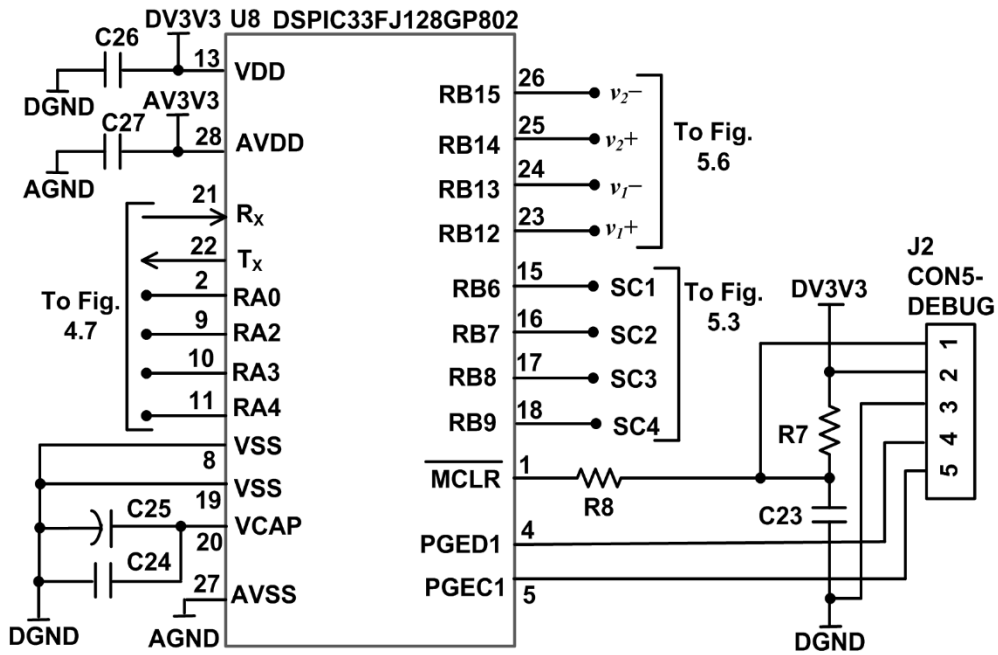 DV3V3 U8 DSPIC33FJ128GP802
C26
13 VDD
DGND
AV3V3
C27
28 AVDD
AGND
21 RX
22 TX
2 RA0
To Fig. 4.7
9 RA2
10 RA3
11 RA4
VSS
8
VSS
19
C25
VCAP
20
C24
27 AVSS
DGND
AGND
RB15 26 v2−
RB14 25 v2+
RB13 24 v1−
RB12 23 v1+
To Fig. 5.6
RB6 15 SC1
RB7 16 SC2
RB8 17 SC3
RB9 18 SC4
To Fig. 5.3
MCLR 1
R8
PGED1 4
PGEC1 5
DV3V3
R7
C23
DGND
J2
CON5-
DEBUG
1
2
3
4
5